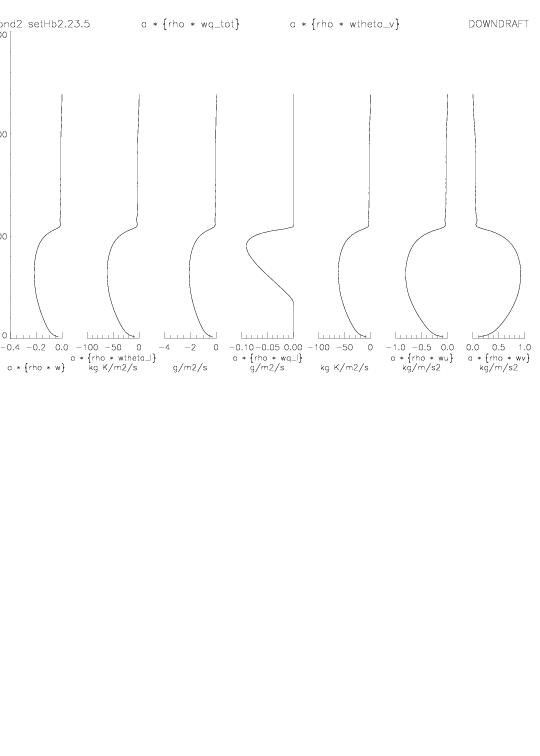 ond2.setHb2.23.5 a * {rho * wq_tot} a * {rho * wtheta_v} DOWNDRAFT
00
00
00
0
-0.4 -0.2 0.0 -100 -50 0 -4 -2 0 -0.10 -0.05 0.00 -100 -50 0 -1.0 -0.5 0.0 0.0 0.5 1.0
a * {rho * wtheta_l} a * {rho * wq_l} a * {rho * wu} a * {rho * wv}
a * {rho * w} kg K/m2/s g/m2/s g/m2/s kg K/m2/s kg/m/s2 kg/m/s2